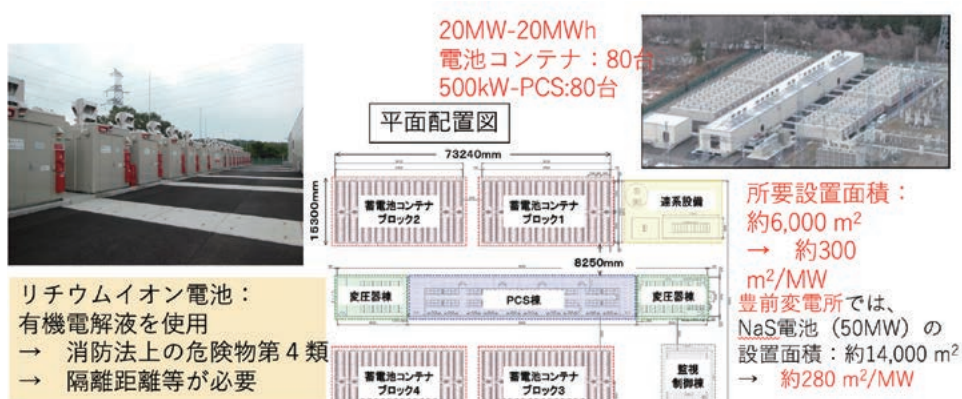 20MW-20MWh
電池コンテナ：80台
500kW-PCS:80台
平面配置図
73240mm
15300mm
蓄電池コンテナ
ブロック2
蓄電池コンテナ
ブロック1
連系設備
8250mm
変圧器棟
PCS棟
変圧器棟
蓄電池コンテナ
ブロック4
蓄電池コンテナ
ブロック3
監視
制御棟
リチウムイオン電池：
有機電解液を使用
→ 消防法上の危険物第４類
→ 隔離距離等が必要
所要設置面積：
約6,000 m²
→ 約300
m²/MW
豊前変電所では、
NaS電池（50MW）の
設置面積：約14,000 m²
→ 約280 m²/MW